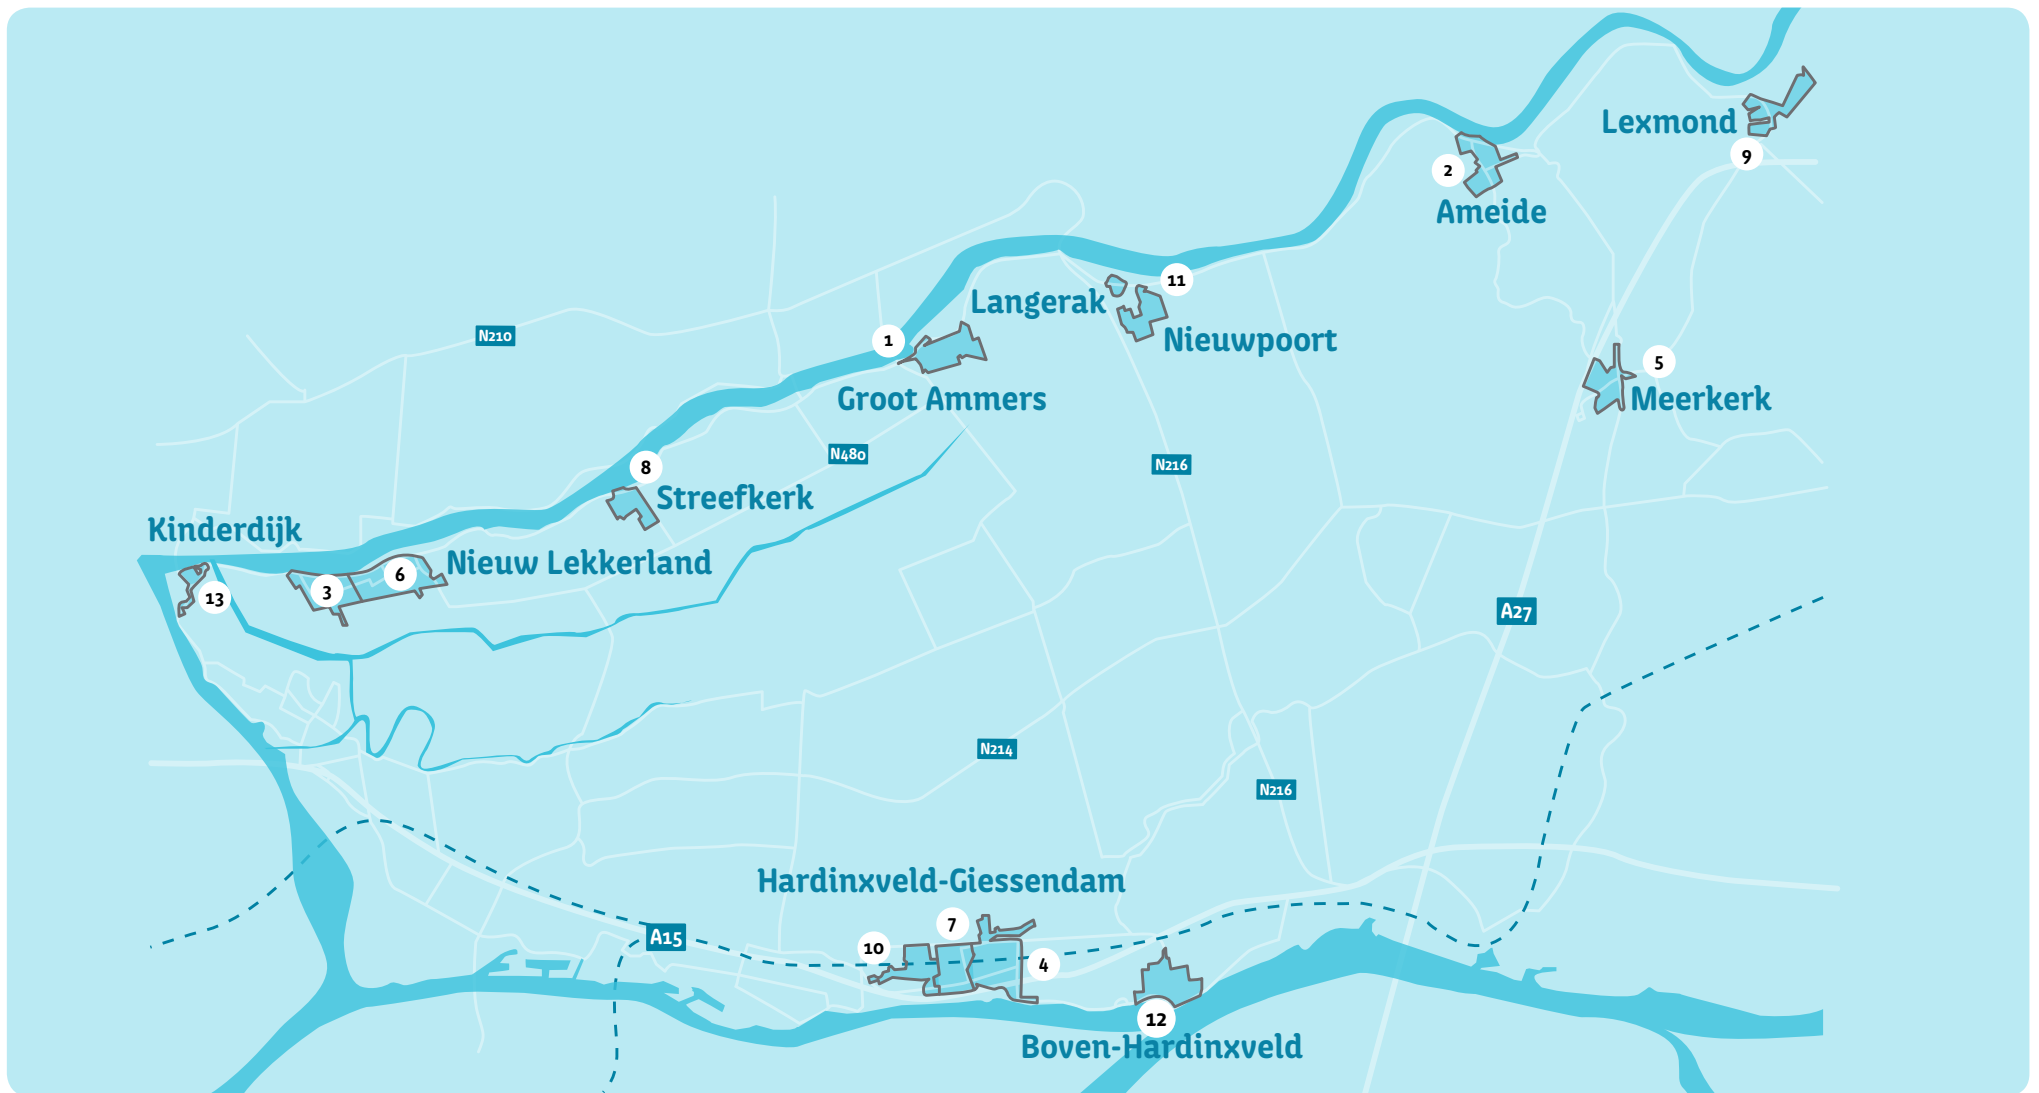 Lexmond
9
2
Ameide
11
Langerak
Nieuwpoort
N210
1
5
Groot Ammers
Meerkerk
N480
N216
8
Streefkerk
Kinderdijk
Nieuw Lekkerland
6
3
13
A27
N214
N216
Hardinxveld-Giessendam
7
A15
10
4
12
Boven-Hardinxveld